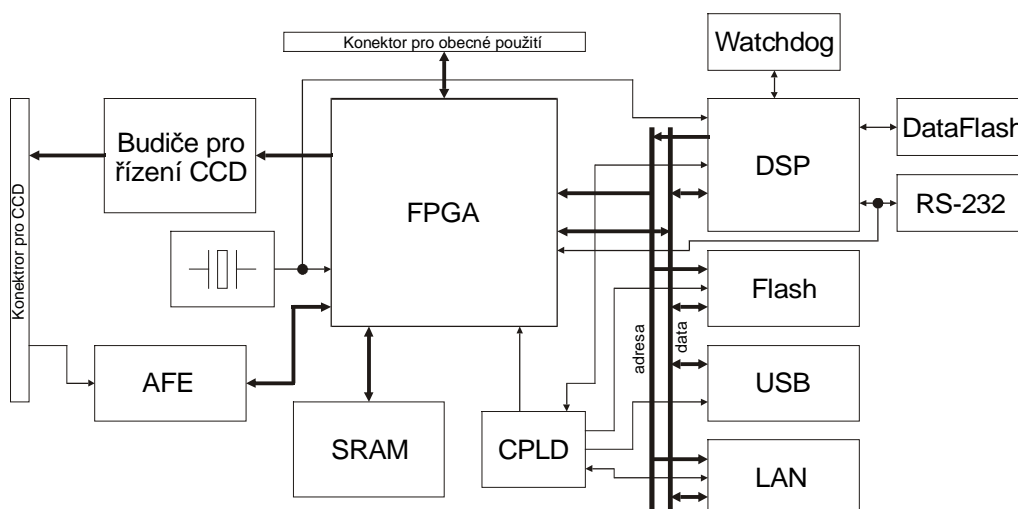 Konektor pro obecné použití
Watchdog
Budiče pro
řízení CCD
FPGA
DSP
DataFlash
RS-232
Konektror pro CCD
Flash
adresa
data
AFE
USB
SRAM
CPLD
LAN